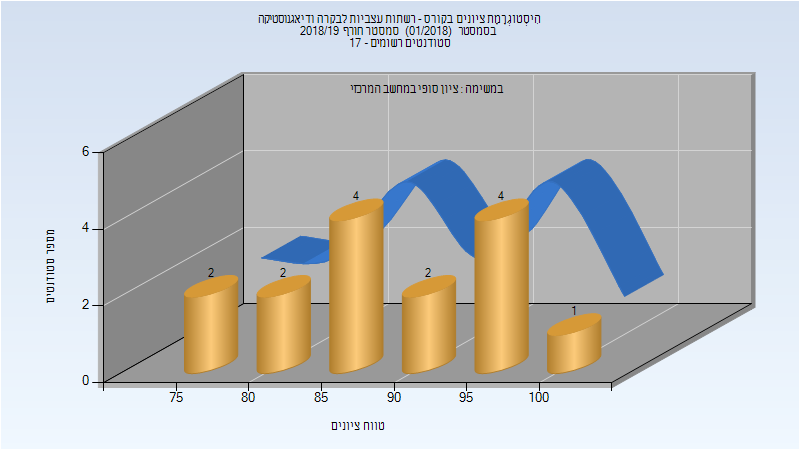 היסטוגרמת ציונים בקורס - רשתות עצביות לבקרה ודיאגנוסטיקה
בסמסטר (01/2018) סמסטר חורף 2018/19
סטודנטים רשומים - 17
במשימה : ציון סופי במחשב המרכזי
6
4
2
0
מספר סטודנטים
2
2
4
2
4
1
75
80
85
90
95
100
טווח ציונים